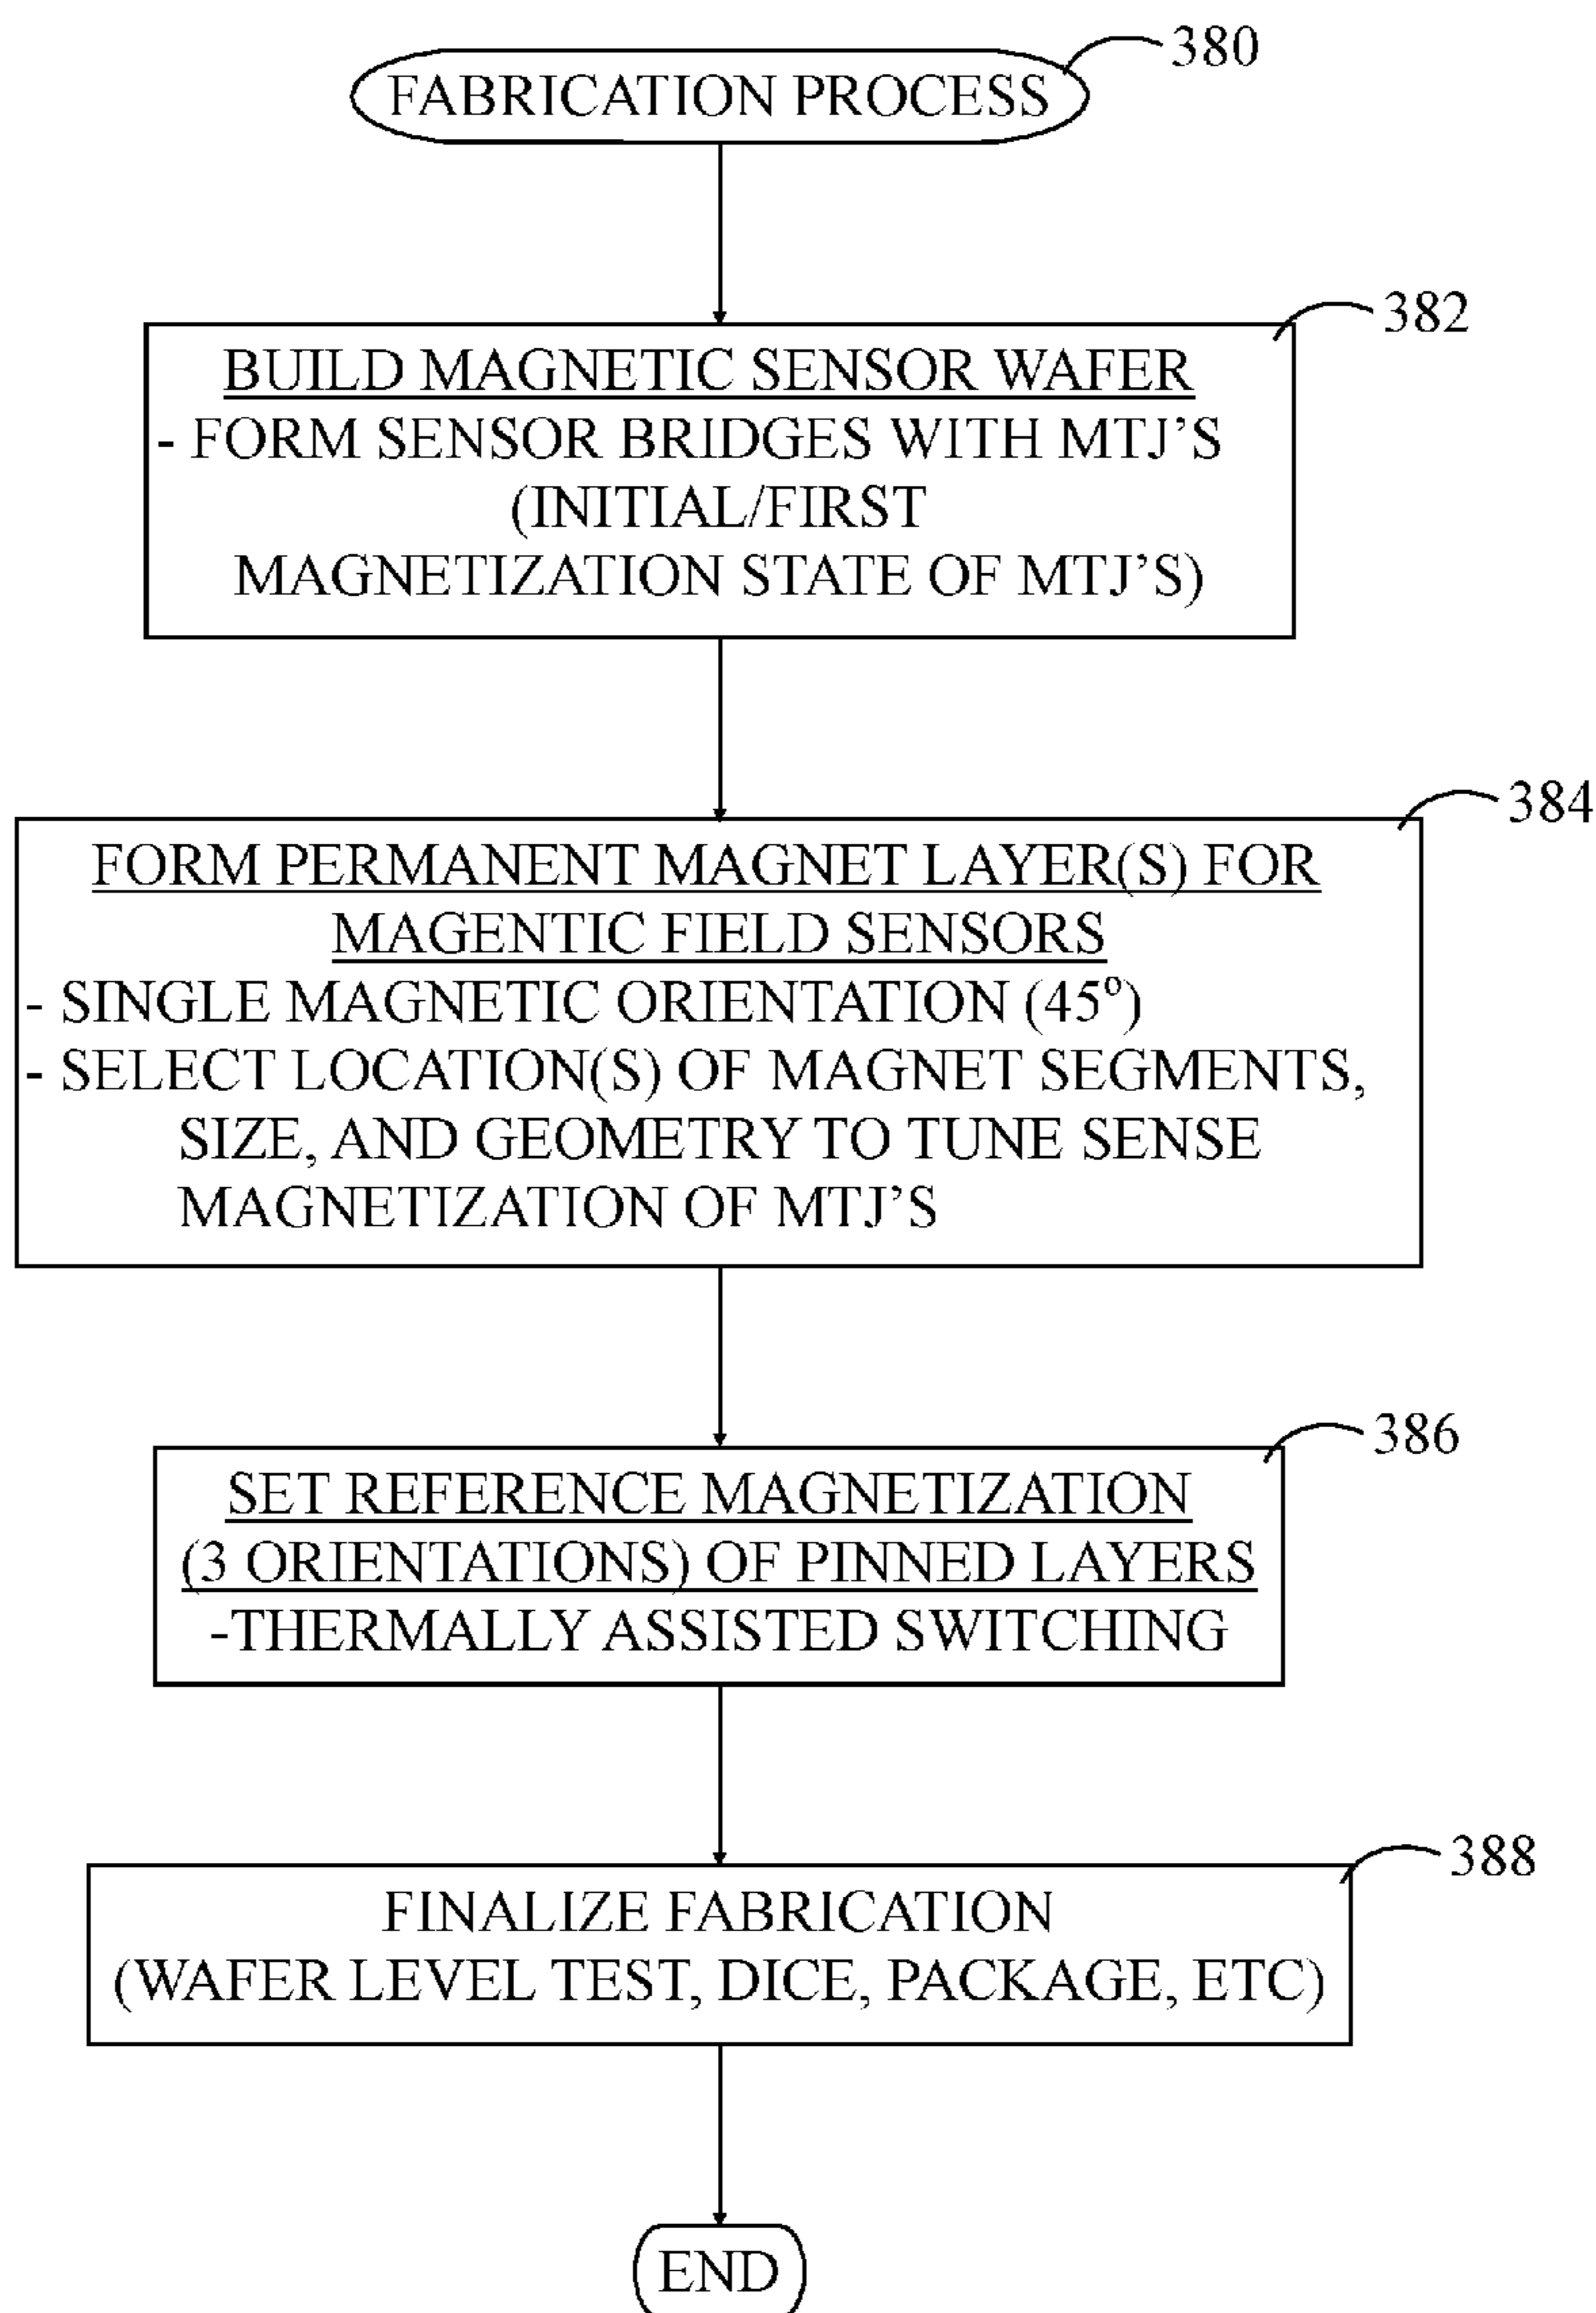 380
FABRICATION PROCESS
382
BUILD MAGNETIC SENSOR WAFER
- FORM SENSOR BRIDGES WITH MTJ'S
(INITIAL/FIRST
MAGNETIZATION STATE OF MTJ'S)
384
FORM PERMANENT MAGNET LAYER(S) FOR
MAGENTIC FIELD SENSORS
- SINGLE MAGNETIC ORIENTATION (45°)
- SELECT LOCATION(S) OF MAGNET SEGMENTS,
SIZE, AND GEOMETRY TO TUNE SENSE
MAGNETIZATION OF MTJ'S
386
SET REFERENCE MAGNETIZATION
(3 ORIENTATIONS) OF PINNED LAYERS
-THERMALLY ASSISTED SWITCHING
388
FINALIZE FABRICATION
(WAFER LEVEL TEST, DICE, PACKAGE, ETC)
END